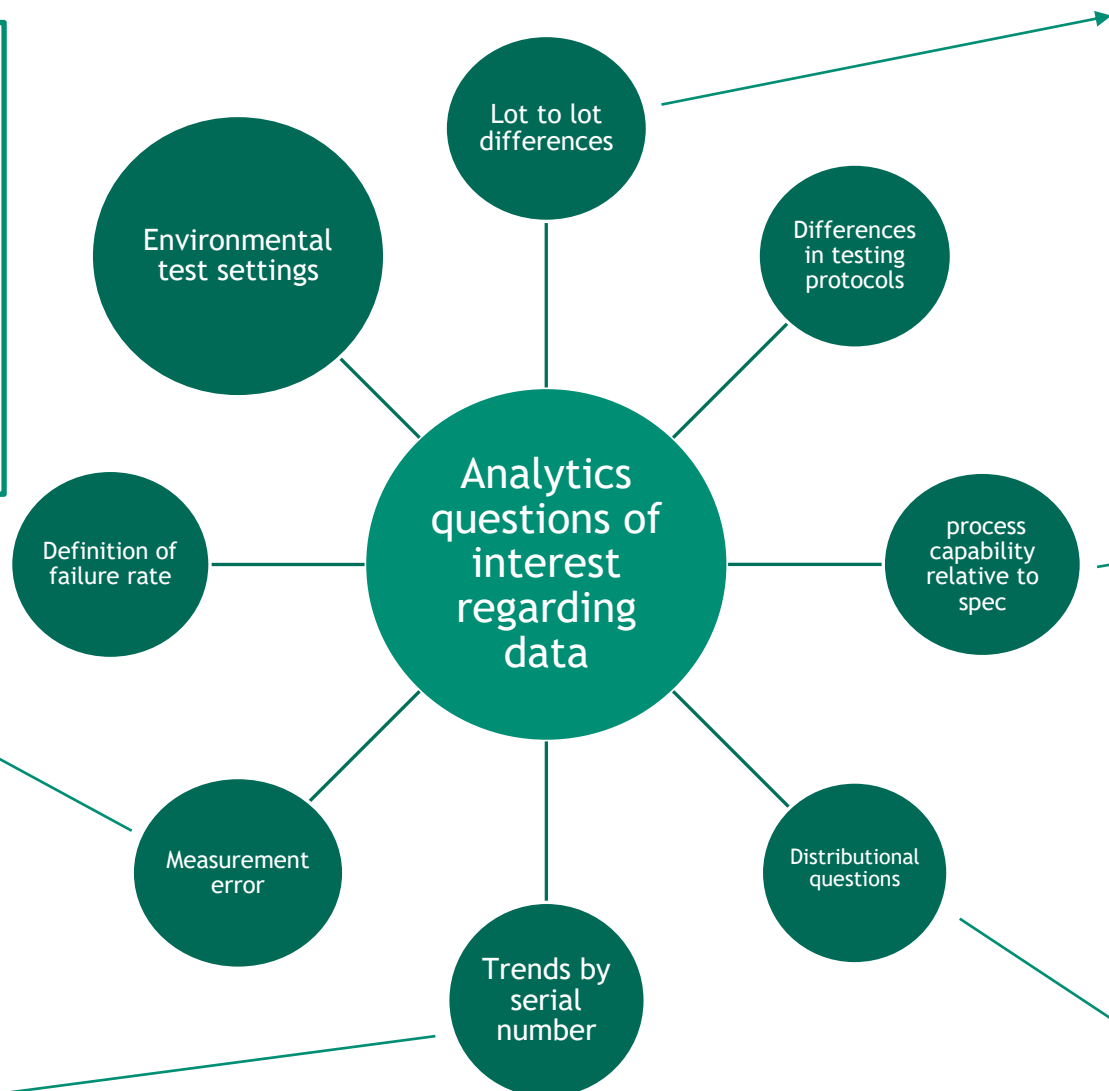 Lot to lot
differences
Differences
in testing
protocols
Environmental
test settings
Analytics
questions of
interest
regarding
data
process
capability
relative to
spec
Definition of
failure rate
Distributional
questions
Measurement
error
Trends by
serial
number